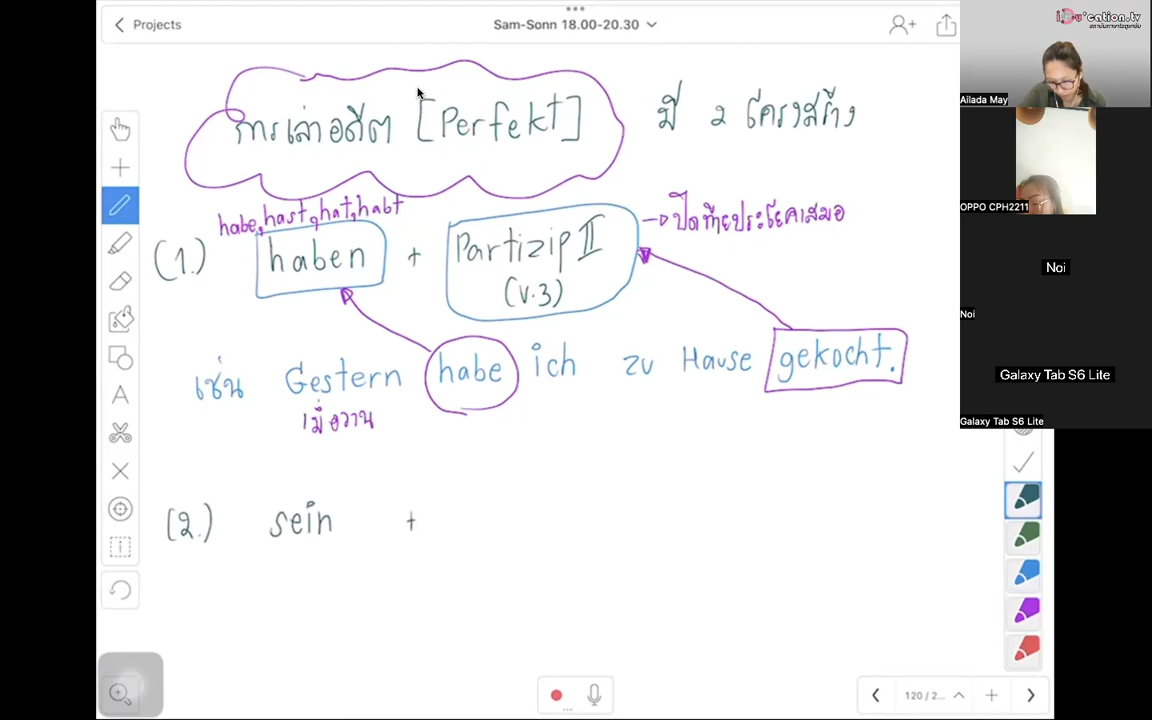 Projects
Sam-Sonn 18.00-20.30
การเล่าอดีต [Perfekt] มี 2 โครงสร้าง
habe, hast, hat, habt
(1.) haben + Partizip II → ปิดท้ายประโยคเสมอ
(v.3)
เช่น Gestern habe ich zu Hause gekocht.
เมื่อวาน
(2.) sein +
120 / 2...
Ailada May
OPPO CPH2211
Noi
Noi
Galaxy Tab S6 Lite
Galaxy Tab S6 Lite